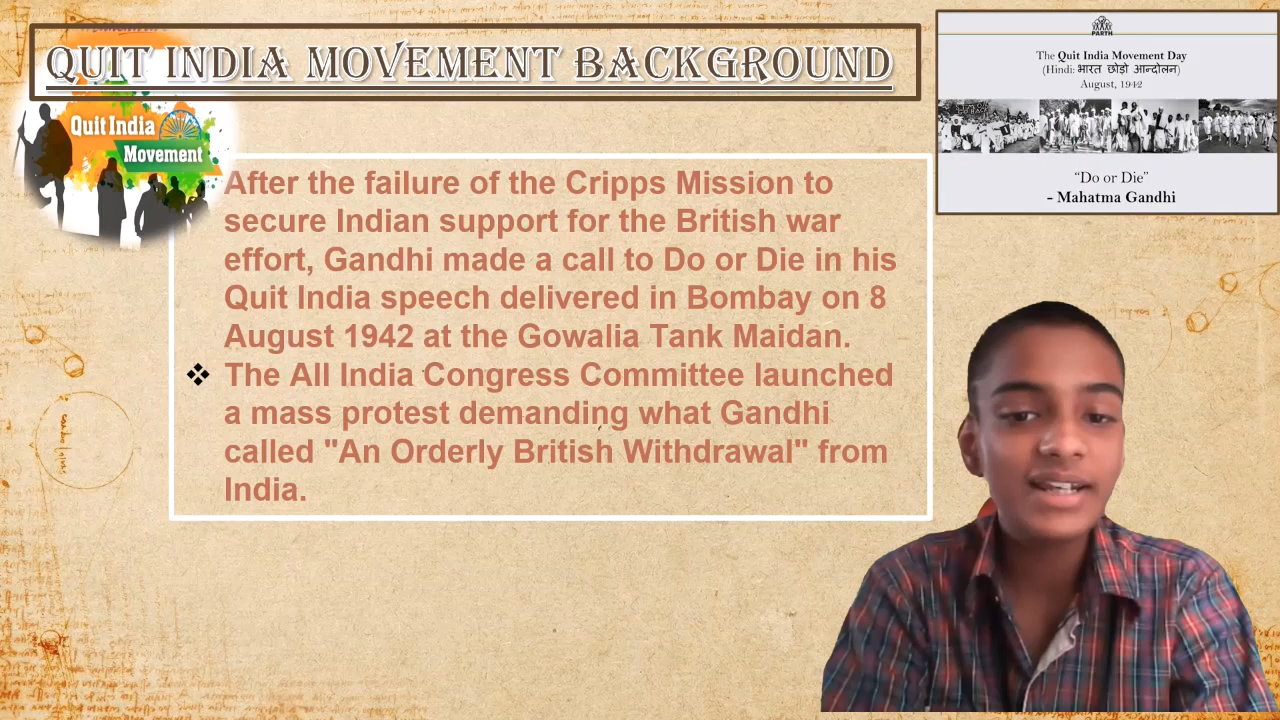 QUIT INDIA MOVEMENT BACKGROUND
Quit India
Movement
After the failure of the Cripps Mission to
secure Indian support for the British war
effort, Gandhi made a call to Do or Die in his
Quit India speech delivered in Bombay on 8
August 1942 at the Gowalia Tank Maidan.
The All India Congress Committee launched
a mass protest demanding what Gandhi
called "An Orderly British Withdrawal" from
India.
PARTH
The Quit India Movement Day
(Hindi: भारत छोड़ो आन्दोलन)
August, 1942
“Do or Die”
- Mahatma Gandhi